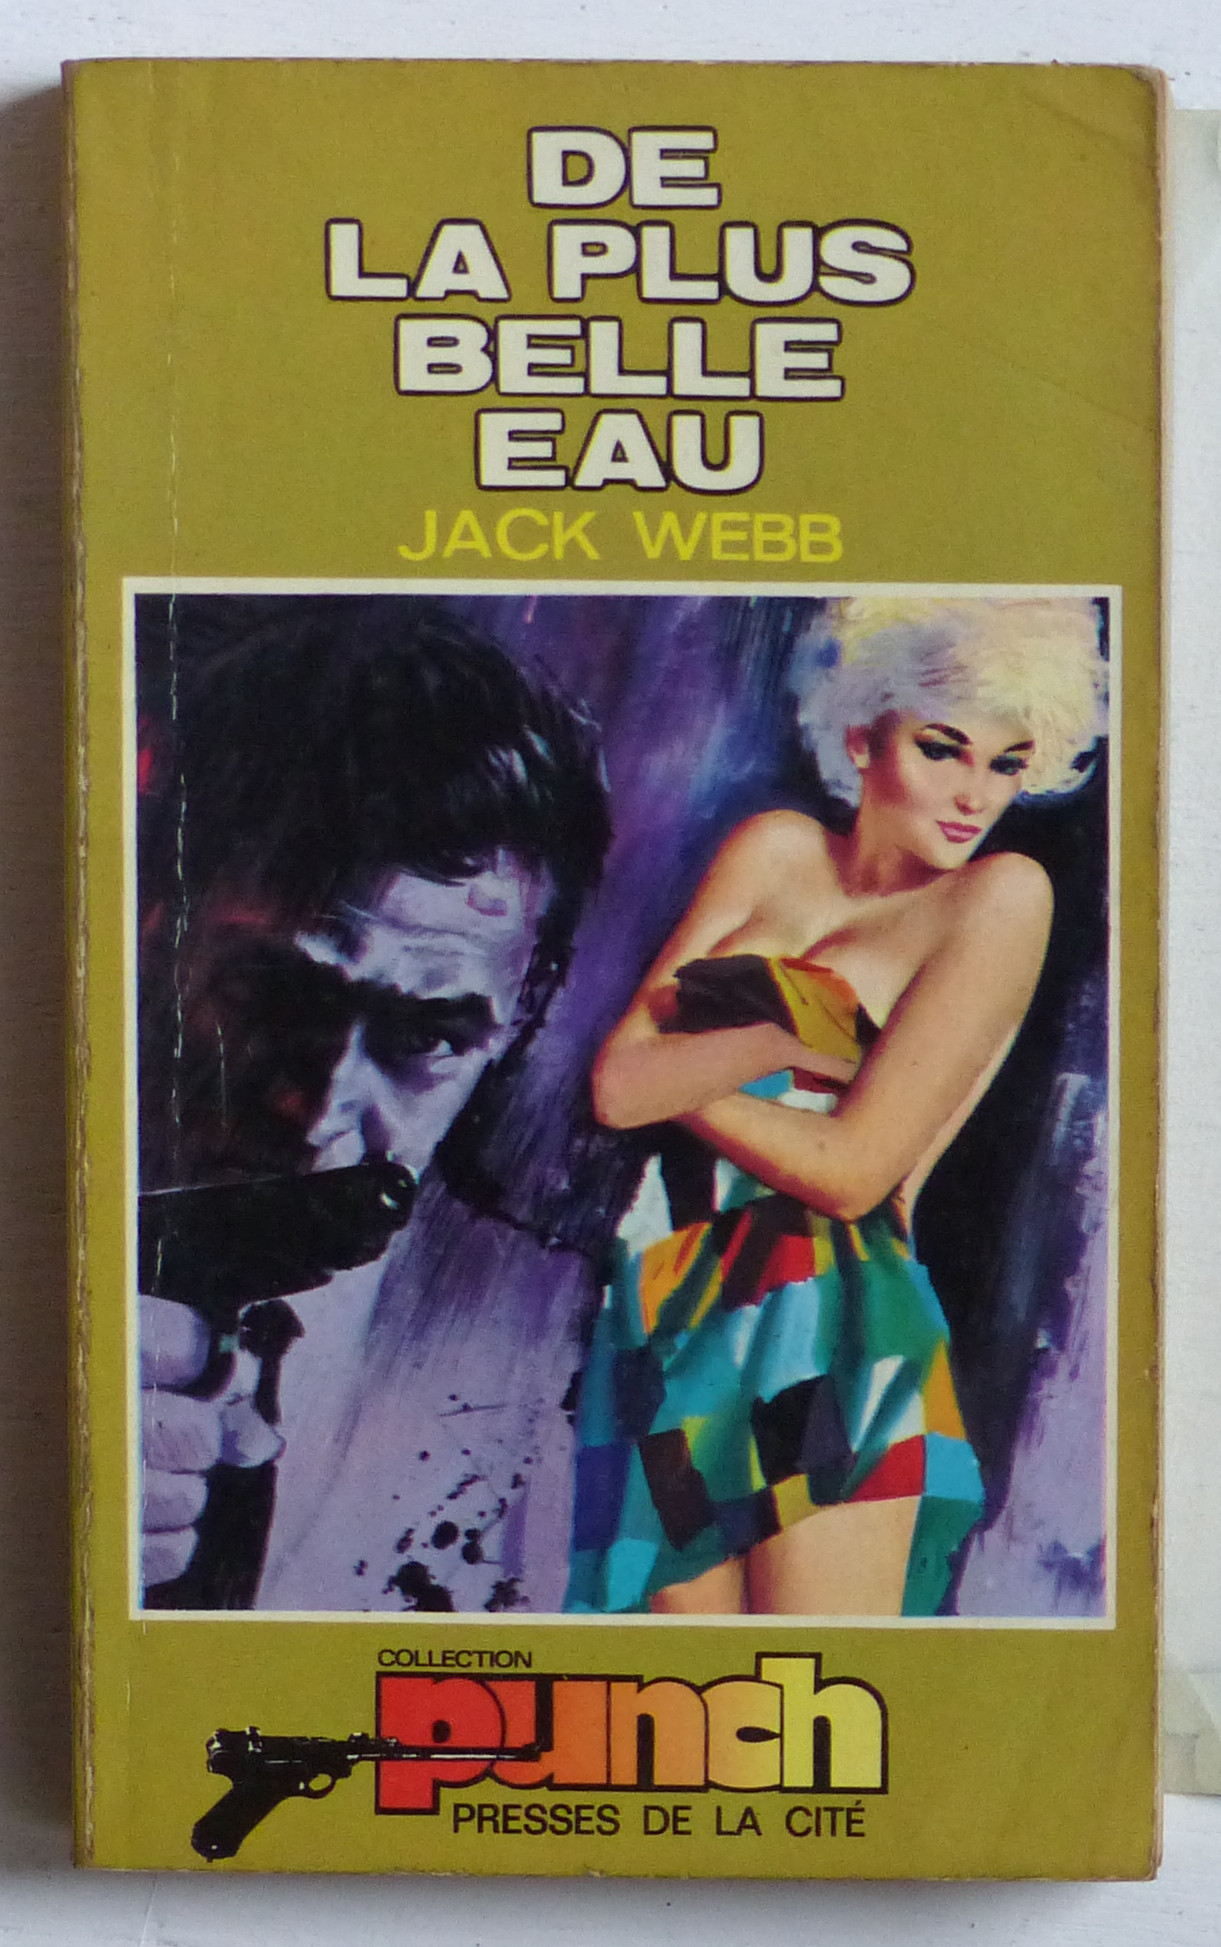 DE
LA PLUS
BELLE
EAU
JACK WEBB
COLLECTION
punch
PRESSES DE LA CITÉ